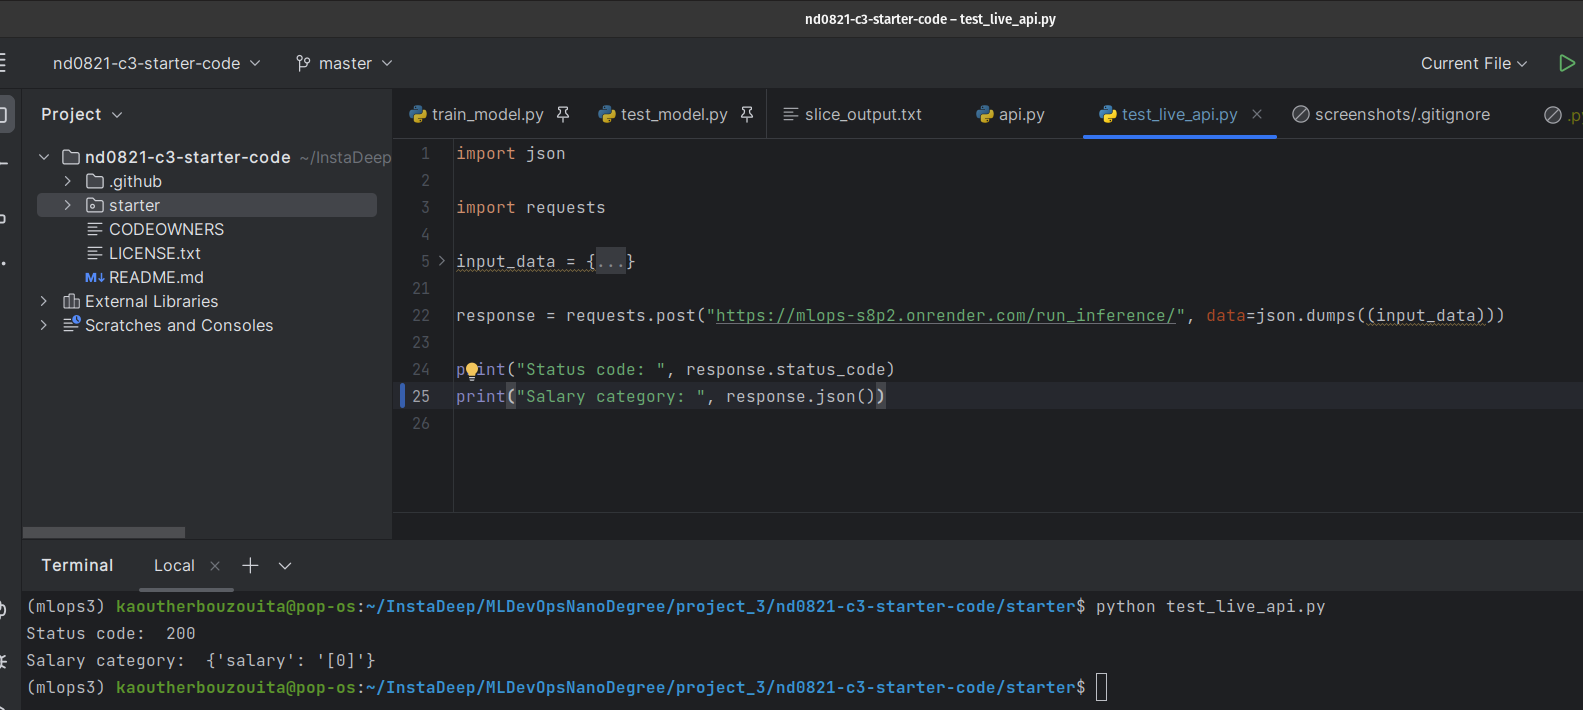 nd0821-c3-starter-code – test_live_api.py
nd0821-c3-starter-code master Current File
Project
train_model.py test_model.py slice_output.txt api.py test_live_api.py screenshots/.gitignore
nd0821-c3-starter-code ~/InstaDeep
.github
starter
CODEOWNERS
LICENSE.txt
M↓ README.md
External Libraries
Scratches and Consoles
1 import json
2
3 import requests
4
5 input_data = {...}
21
22 response = requests.post("https://mlops-s8p2.onrender.com/run_inference/", data=json.dumps((input_data)))
23
24 print("Status code: ", response.status_code)
25 print("Salary category: ", response.json())
26
Terminal Local
(mlops3) kaoutherbouzouita@pop-os:~/InstaDeep/MLDevOpsNanoDegree/project_3/nd0821-c3-starter-code/starter$ python test_live_api.py
Status code:  200
Salary category:  {'salary': '[0]'}
(mlops3) kaoutherbouzouita@pop-os:~/InstaDeep/MLDevOpsNanoDegree/project_3/nd0821-c3-starter-code/starter$